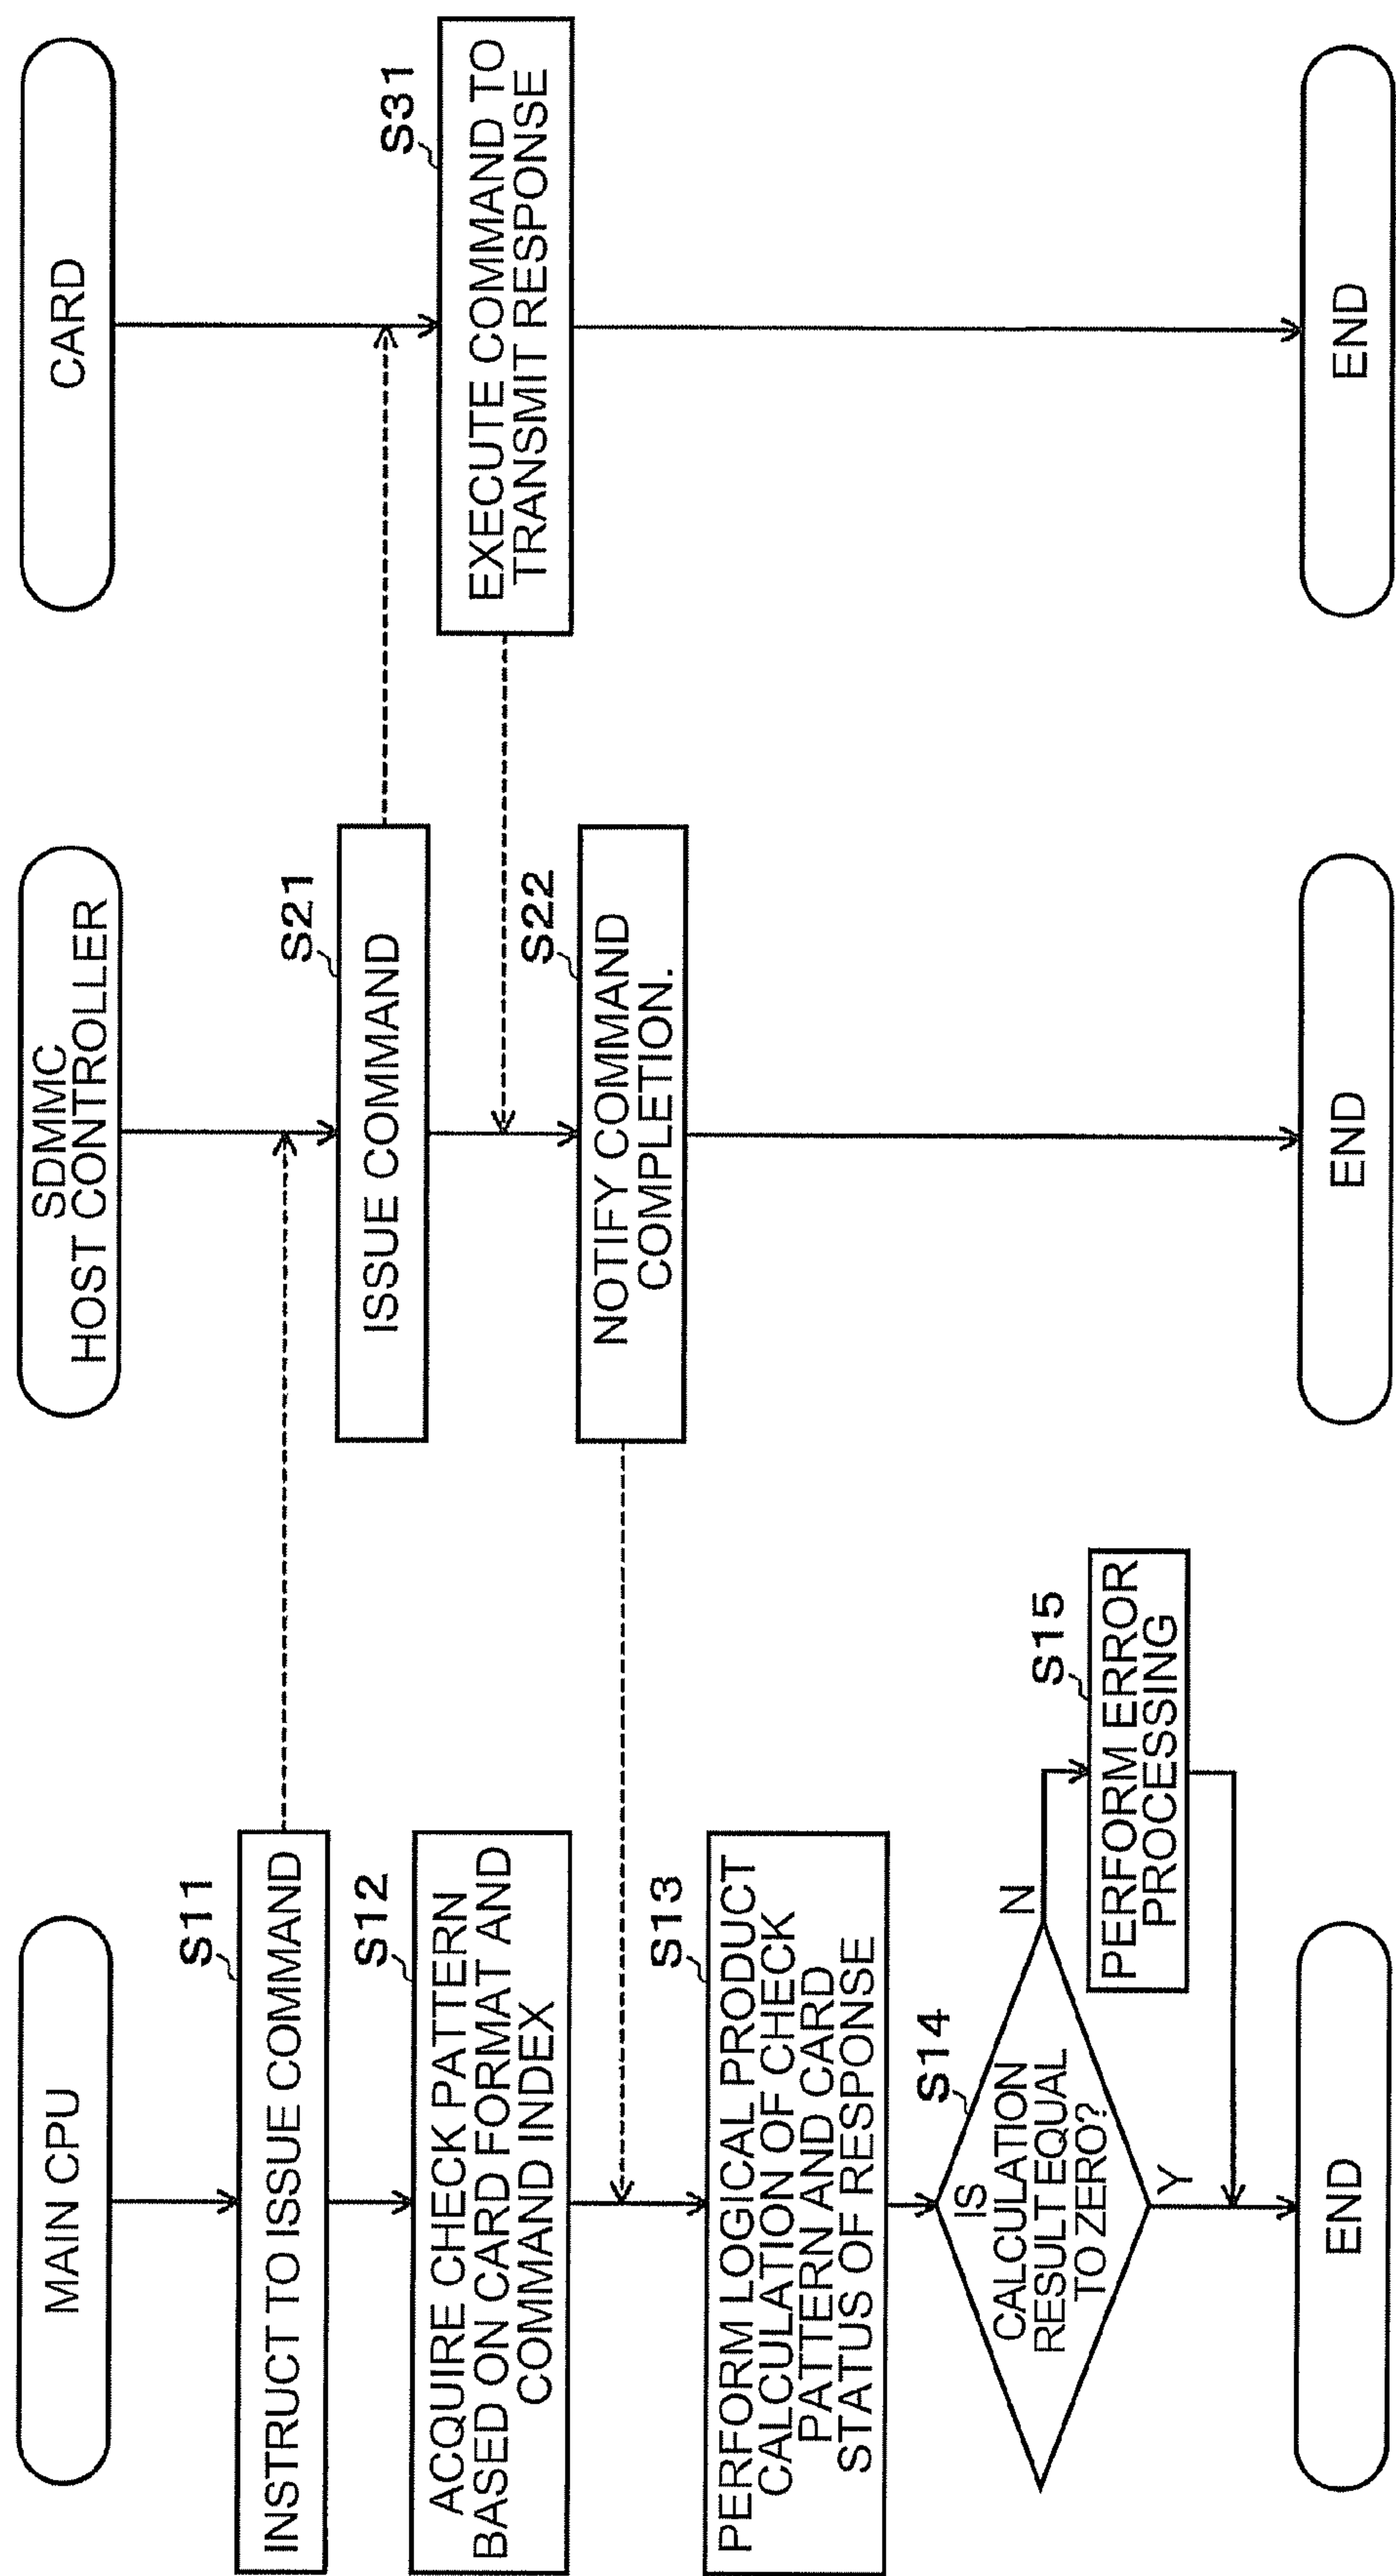 MAIN CPU
S11
INSTRUCT TO ISSUE COMMAND
S12
ACQUIRE CHECK PATTERN
BASED ON CARD FORMAT AND
COMMAND INDEX
S13
PERFORM LOGICAL PRODUCT
CALCULATION OF CHECK
PATTERN AND CARD
STATUS OF RESPONSE
S14
IS
CALCULATION
RESULT EQUAL
TO ZERO?
N
Y
S15
PERFORM ERROR
PROCESSING
END
SDMMC
HOST CONTROLLER
S21
ISSUE COMMAND
S22
NOTIFY COMMAND
COMPLETION.
END
CARD
S31
EXECUTE COMMAND TO
TRANSMIT RESPONSE
END